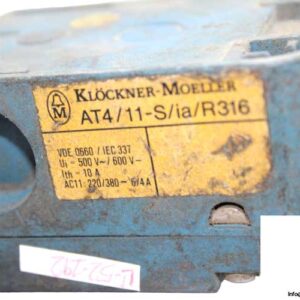 KLÖCKNER-MOELLER
AT4/11-S/ia/R316
VDE 0660 / IEC 337
Ui - 500 V~ / 600 V-
Ith - 10 A
AC11: 220/380 ~ 6/4 A